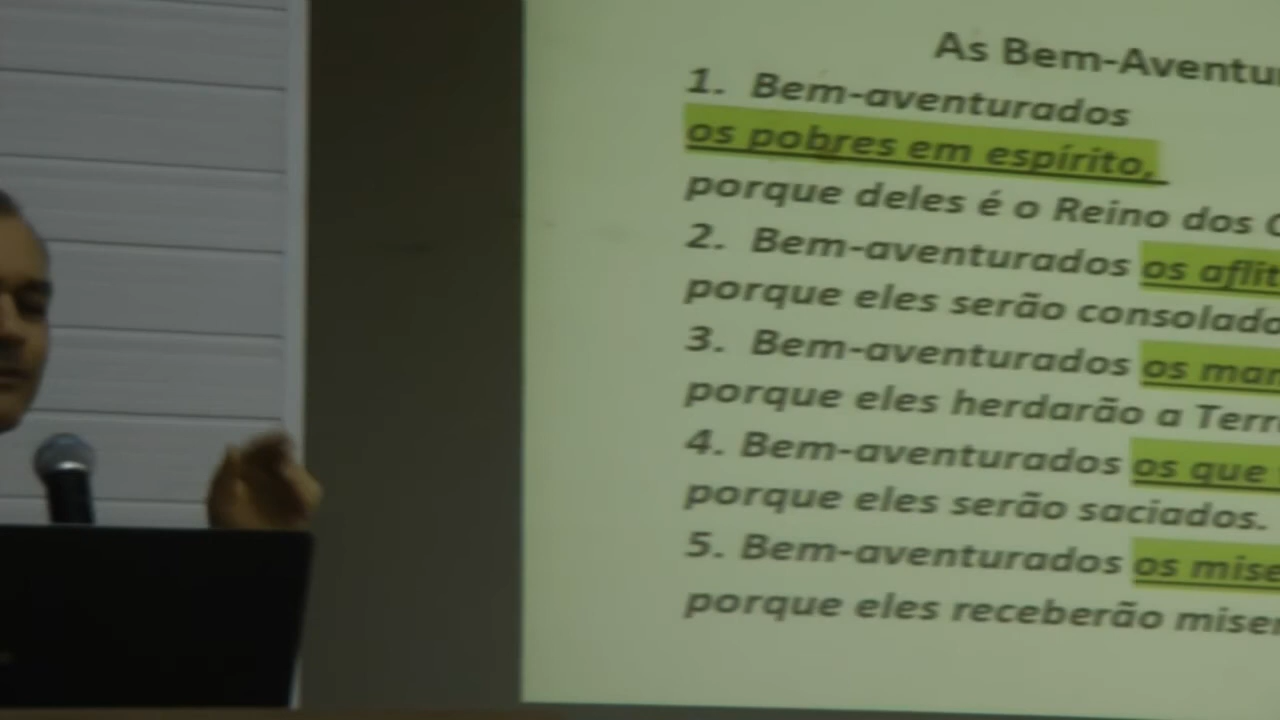 As Bem-Aventu
1. Bem-aventurados
os pobres em espírito,
porque deles é o Reino dos
2. Bem-aventurados os aflit
porque eles serão consolado
3. Bem-aventurados os man
porque eles herdarão a Terr
4. Bem-aventurados os que
porque eles serão saciados.
5. Bem-aventurados os mise
porque eles receberão miser